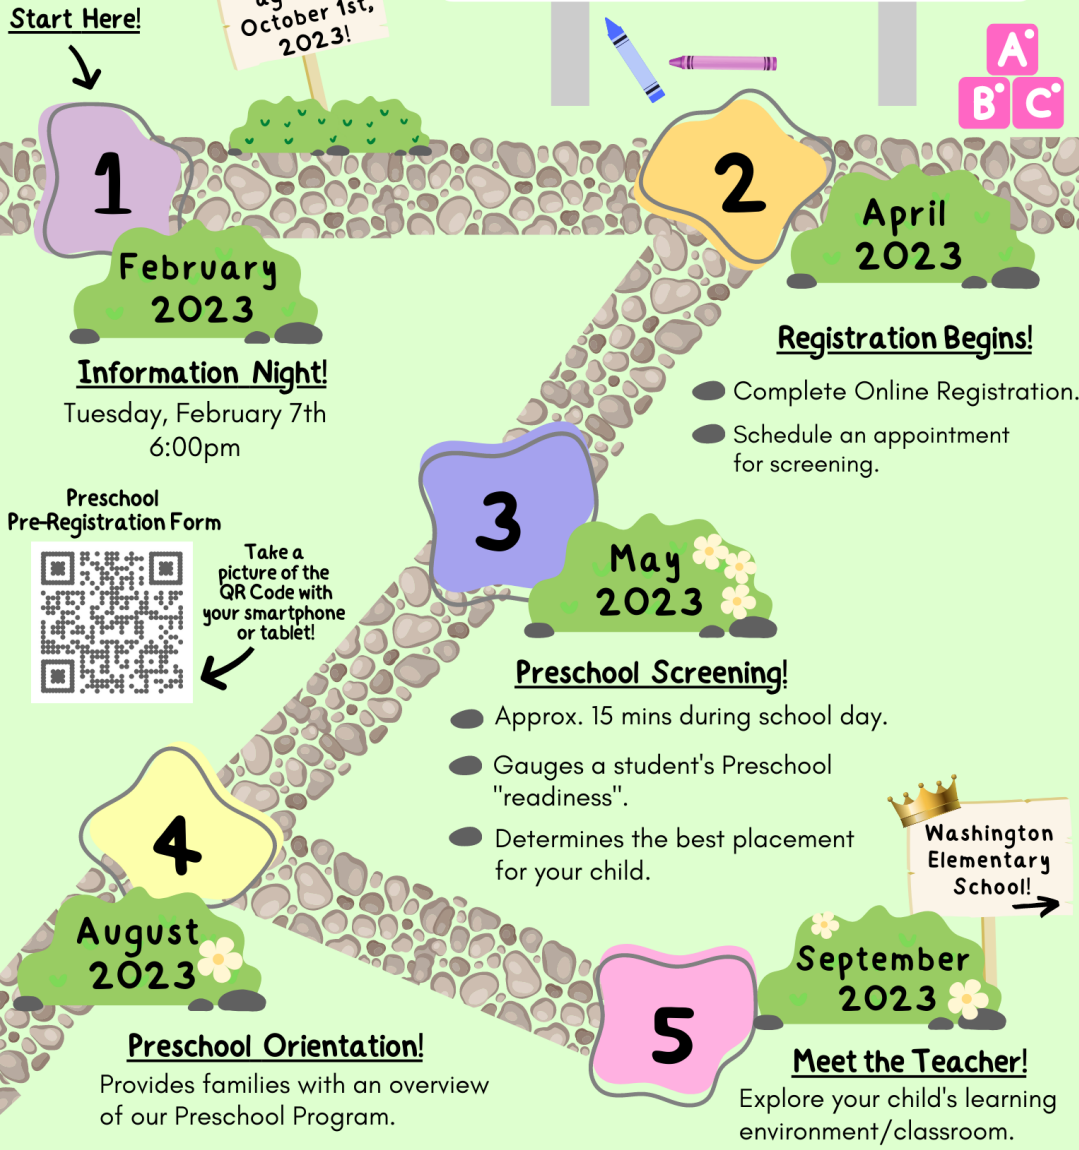 Start Here!
October 1st,
2023!
A
B C
1
February
2023
Information Night!
Tuesday, February 7th
6:00pm
2
April
2023
Registration Begins!
Complete Online Registration.
Schedule an appointment
for screening.
Preschool
Pre-Registration Form
Take a
picture of the
QR Code with
your smartphone
or tablet!
3
May
2023
Preschool Screening!
Approx. 15 mins during school day.
Gauges a student's Preschool
"readiness".
Determines the best placement
for your child.
4
August
2023
Preschool Orientation!
Provides families with an overview
of our Preschool Program.
Washington
Elementary
School!
5
September
2023
Meet the Teacher!
Explore your child's learning
environment/classroom.